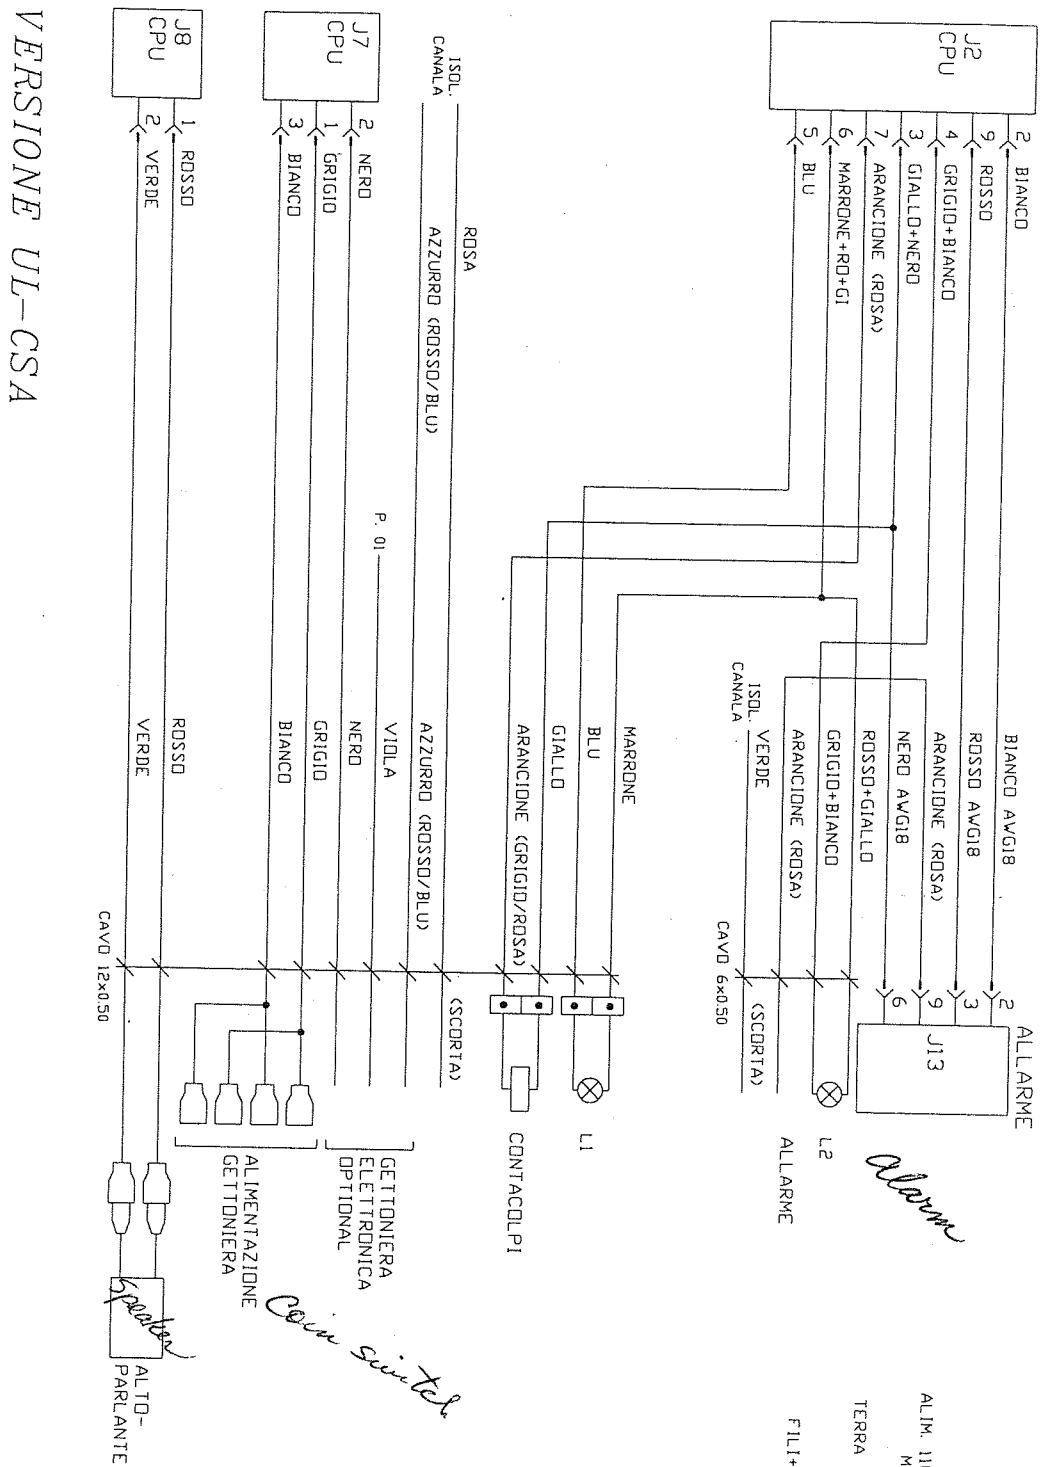 J2
CPU
2 BIANCO
9 ROSSO
4 GRIGIO+BIANCO
3 GIALLO+NERO
7 ARANCIONE (ROSA)
6 MARRONE+RO+GI
5 BLU
BIANCO AWG18
ROSSO AWG18
ARANCIONE (ROSA)
NERO AWG18
ROSSO+GIALLO
GRIGIO+BIANCO
ARANCIONE (ROSA)
VERDE
ISOL.
CANALA
CAVO 6x0.50
(SCORTA)
2
3
9
6
J13
ALLARME
Alarm
L2
ALLARME
MARRONE
BLU
GIALLO
ARANCIONE (GRIGIO/ROSA)
L1
CONTACOLPI
ISOL.
CANALA
ROSA
AZZURRO (ROSSO/BLU)
AZZURRO (ROSSO/BLU)
(SCORTA)
P. 01
VIOLA
J7
CPU
2 NERO
1 GRIGIO
3 BIANCO
NERO
GRIGIO
BIANCO
GETTONIERA
ELETTRONICA
OPTIONAL
ALIMENTAZIONE
GETTONIERA
Coin switch
J8
CPU
1 ROSSO
2 VERDE
ROSSO
VERDE
CAVO 12x0.50
Speaker
ALTO-
PARLANTE
ALIM.
M
TERRA
FILI+
VERSIONE UL-CSA